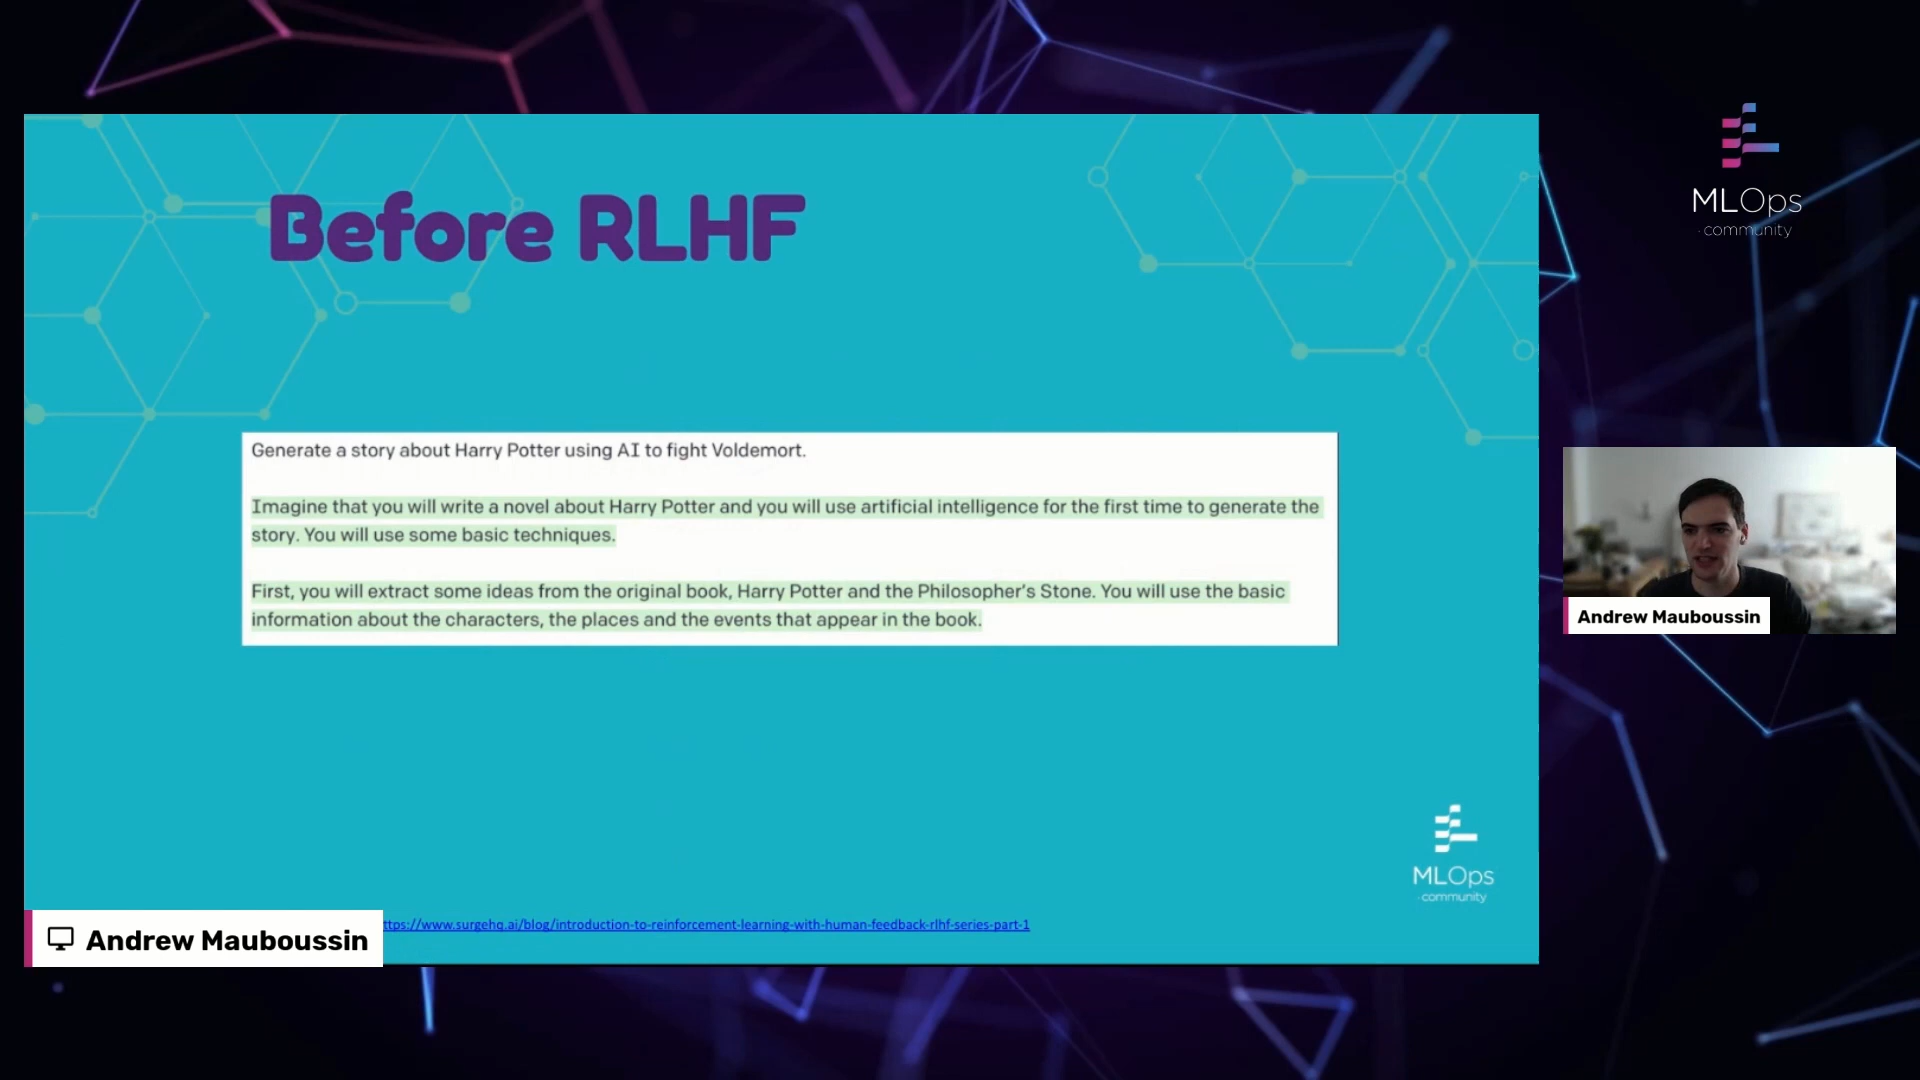 Before RLHF
Generate a story about Harry Potter using AI to fight Voldemort.
Imagine that you will write a novel about Harry Potter and you will use artificial intelligence for the first time to generate the
story. You will use some basic techniques.
First, you will extract some ideas from the original book, Harry Potter and the Philosopher's Stone. You will use the basic
information about the characters, the places and the events that appear in the book.
MLOps
community
ttps://www.surgehq.ai/blog/introduction-to-reinforcement-learning-with-human-feedback-rlhf-series-part-1
Andrew Mauboussin
MLOps
community
Andrew Mauboussin